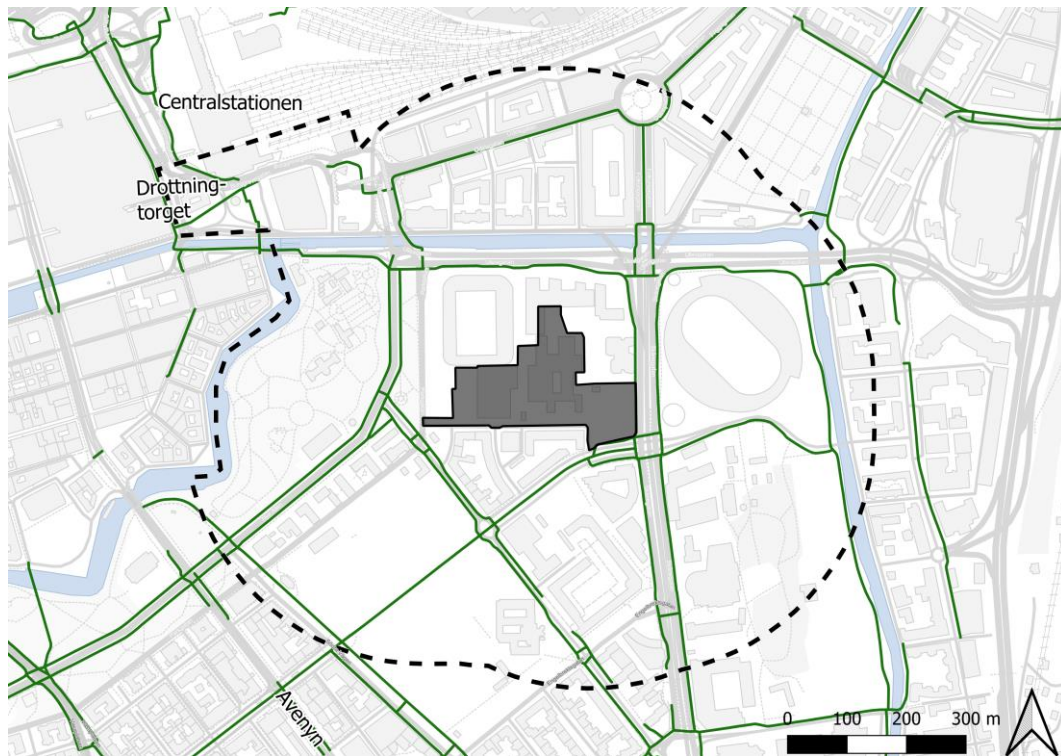 Centralstationen
Drottning-
torget
Avenyn
0 100 200 300 m